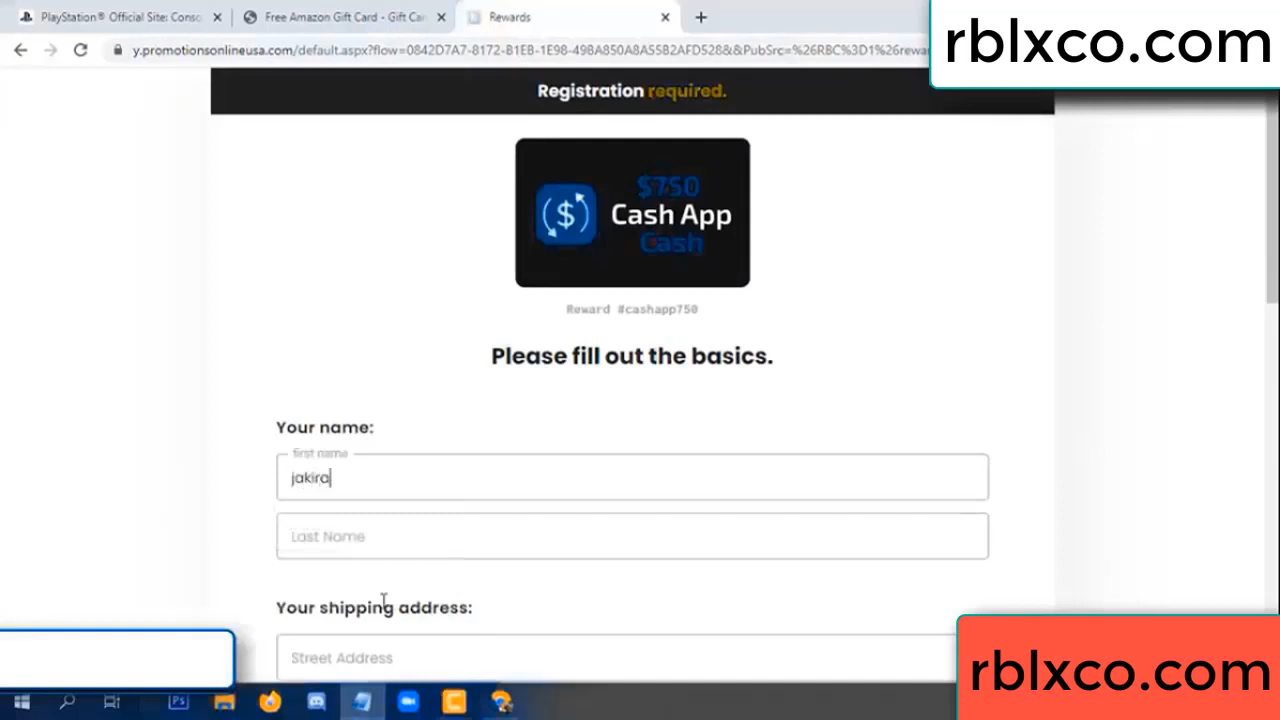 PlayStation® Official Site: Conso
Free Amazon Gift Card - Gift Car
Rewards
rblxco.com
y.promotionsonlineusa.com/default.aspx?flow=0842D7A7-8172-B1EB-1E98-498A850A8A55B2AFD528&&PubSrc=%26RBC%3D1%26rewar
Registration required.
$750
Cash App
Cash
Reward #cashapp750
Please fill out the basics.
Your name:
first name
jakira
Last Name
Your shipping address:
Street Address
rblxco.com
Ps